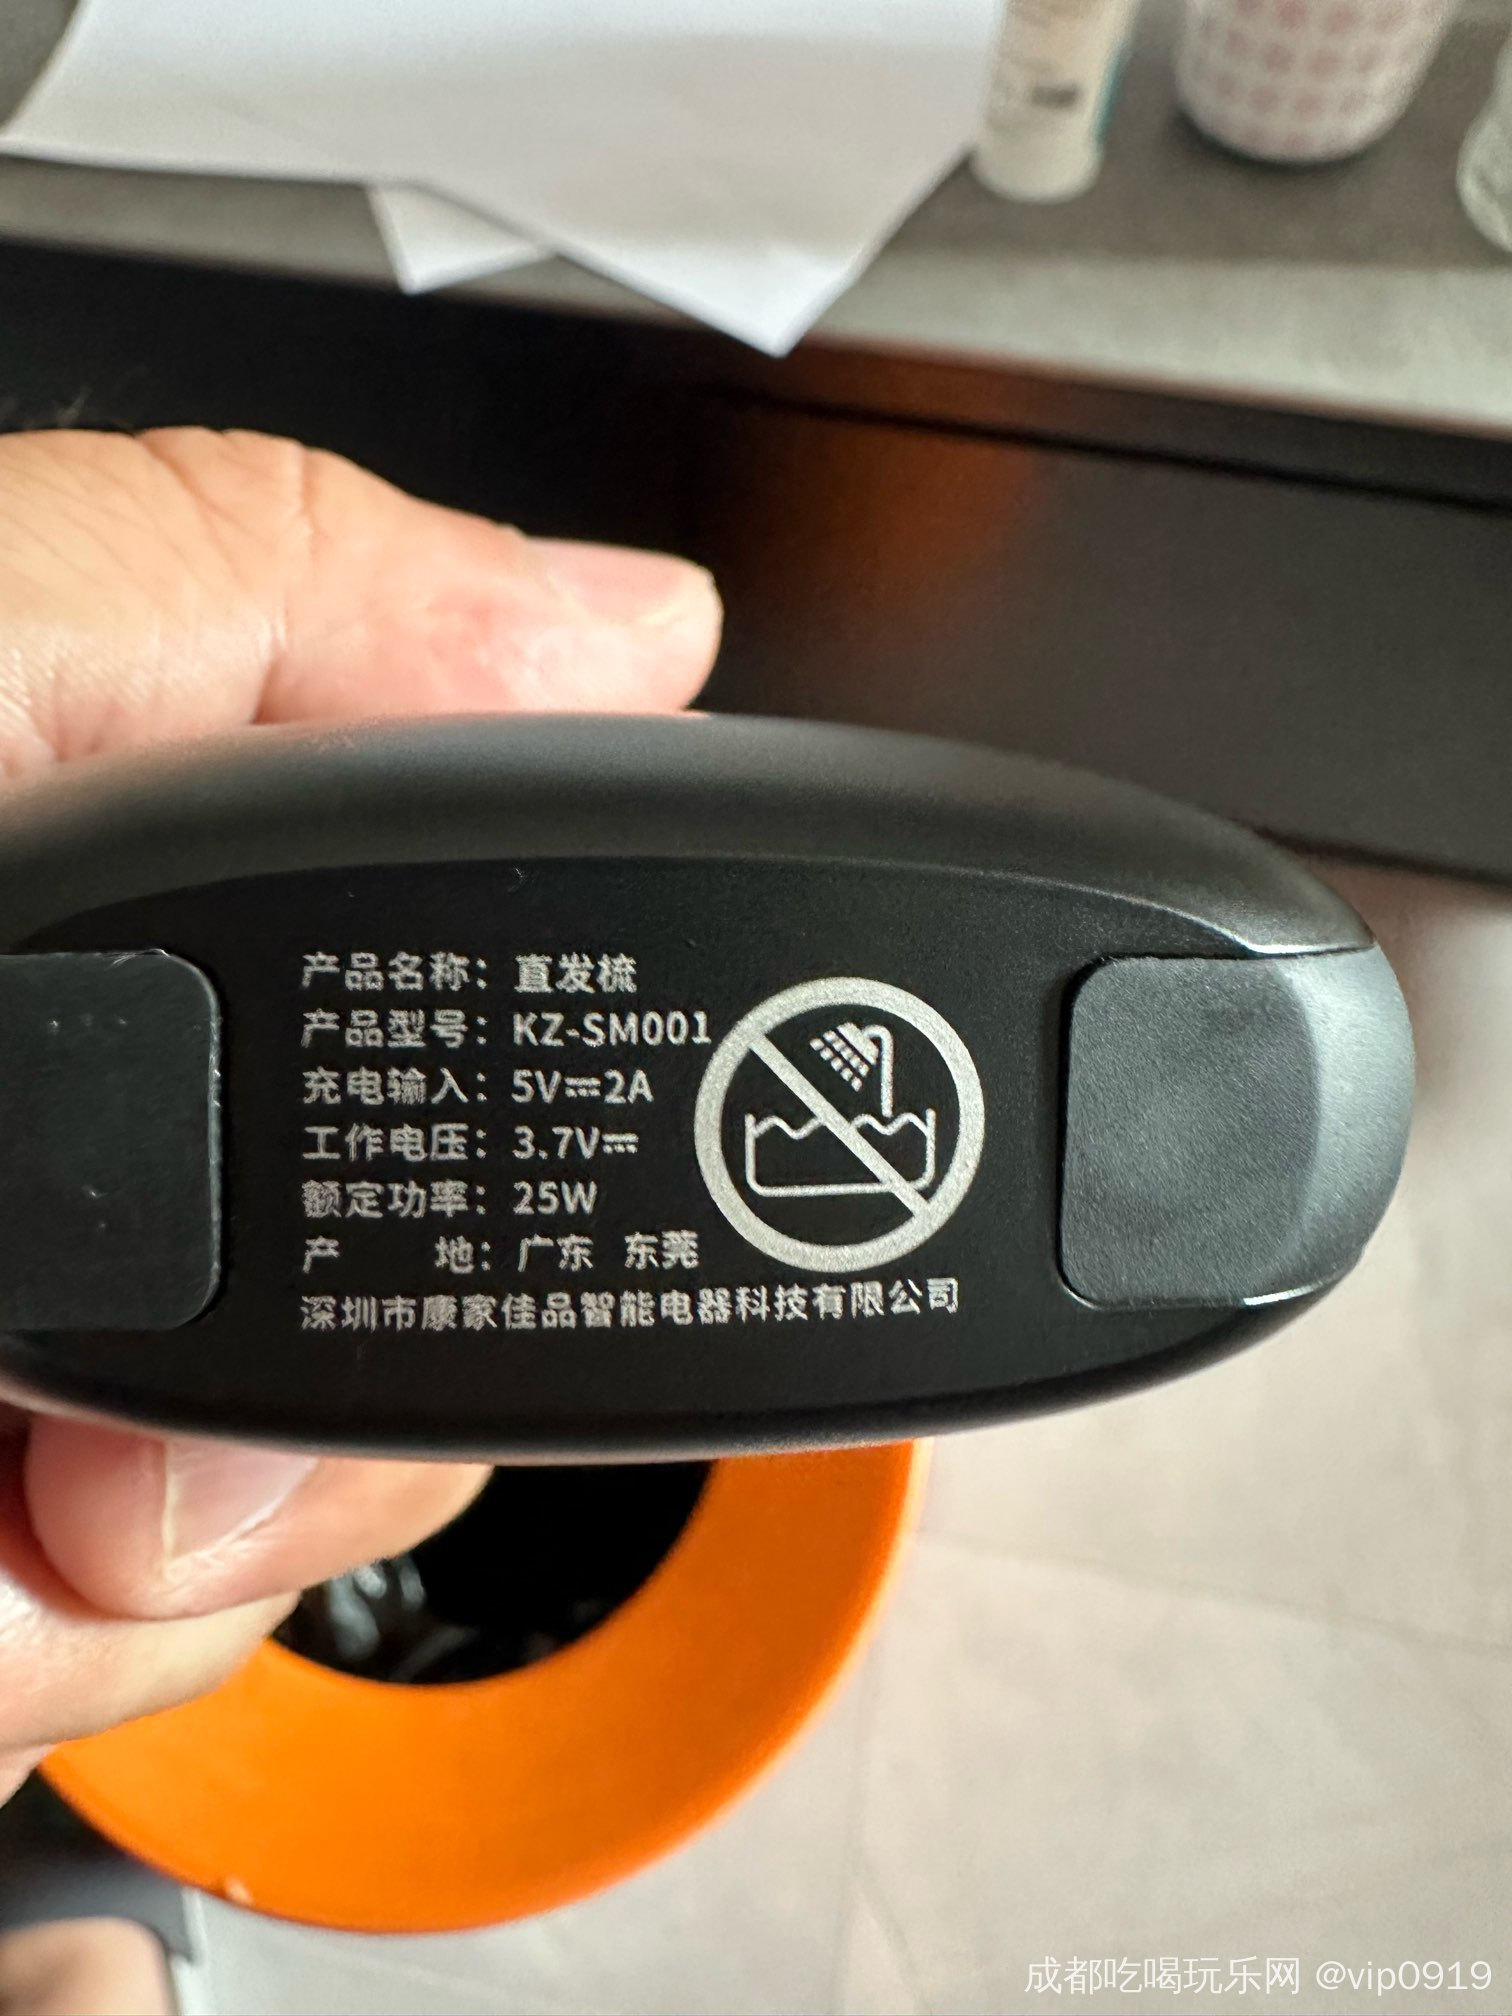 产品名称：直发梳
产品型号：KZ-SM001
充电输入：5V⎓2A
工作电压：3.7V⎓
额定功率：25W
产　　地：广东 东莞
深圳市康家佳品智能电器科技有限公司
成都吃喝玩乐网 @vip0919